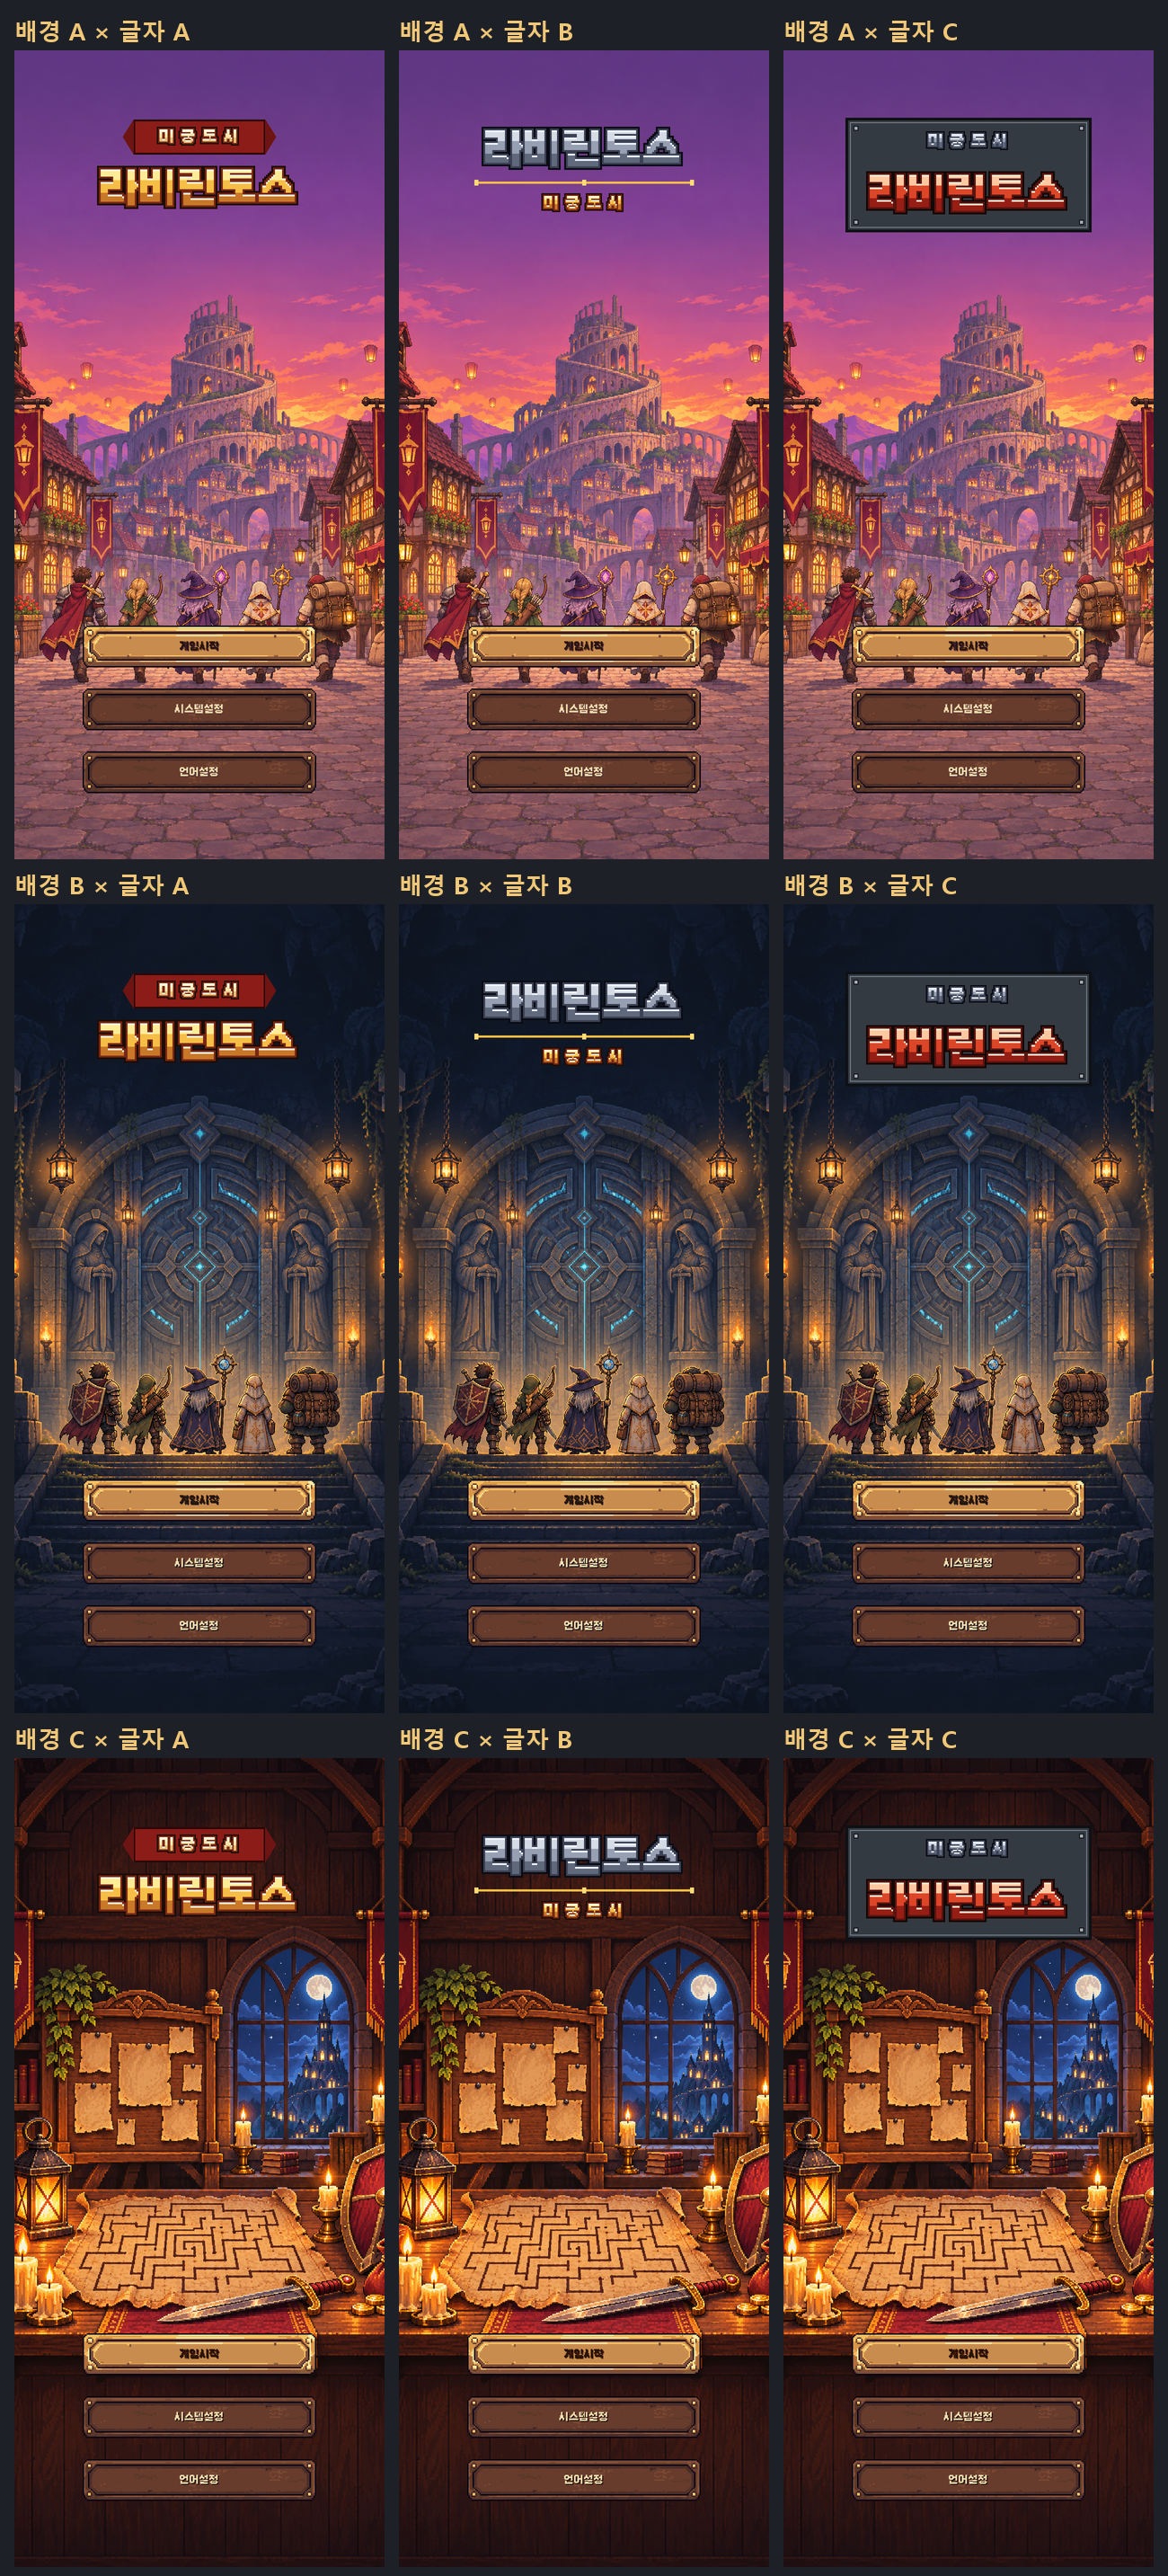 배경 A × 글자 A
배경 A × 글자 B
배경 A × 글자 C
미궁도시
라비린토스
게임시작
시스템설정
언어설정
라비린토스
미궁도시
게임시작
시스템설정
언어설정
미궁도시
라비린토스
게임시작
시스템설정
언어설정
배경 B × 글자 A
배경 B × 글자 B
배경 B × 글자 C
미궁도시
라비린토스
게임시작
시스템설정
언어설정
라비린토스
미궁도시
게임시작
시스템설정
언어설정
미궁도시
라비린토스
게임시작
시스템설정
언어설정
배경 C × 글자 A
배경 C × 글자 B
배경 C × 글자 C
미궁도시
라비린토스
게임시작
시스템설정
언어설정
라비린토스
미궁도시
게임시작
시스템설정
언어설정
미궁도시
라비린토스
게임시작
시스템설정
언어설정